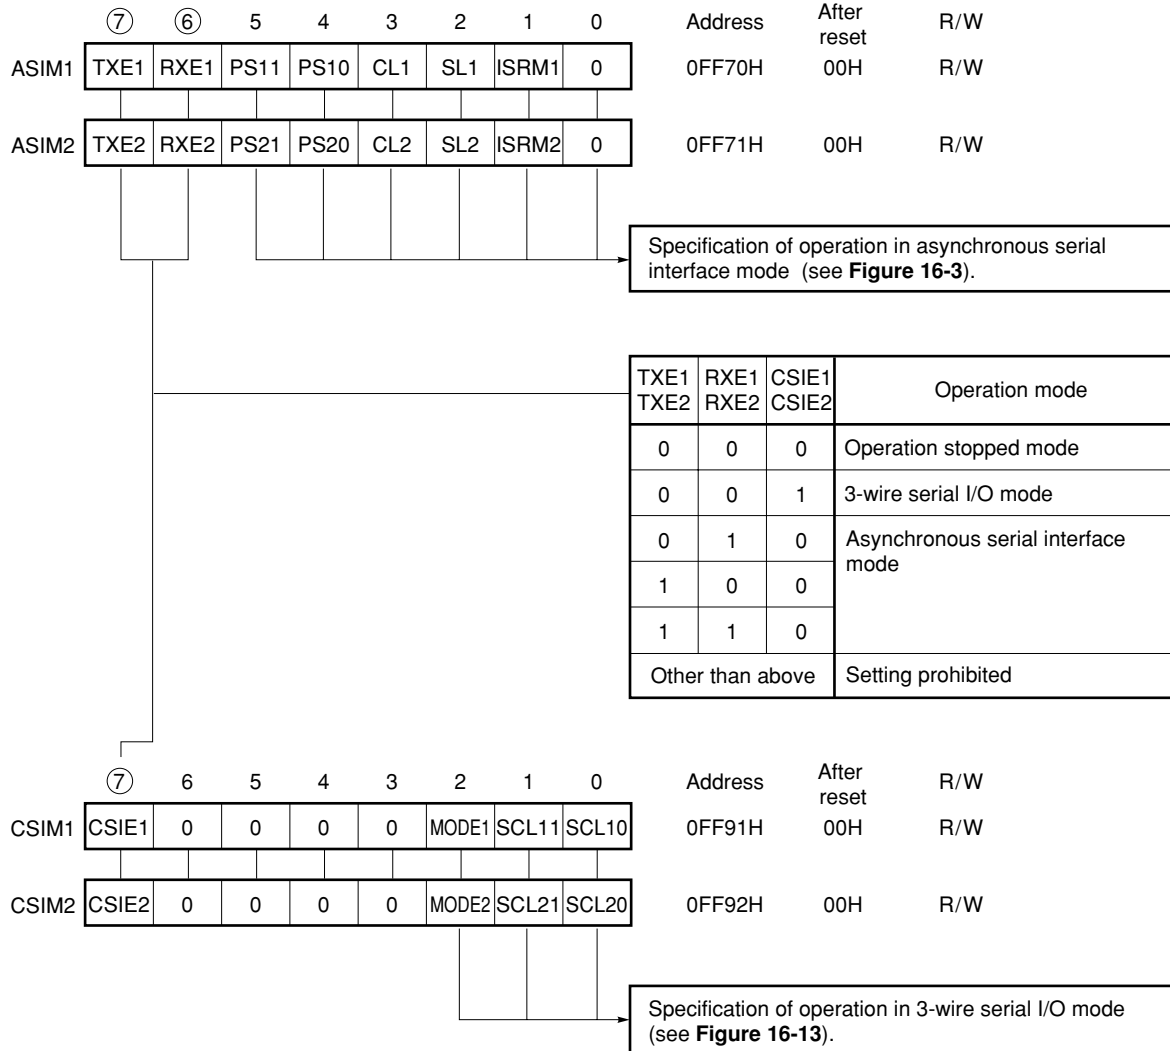 ⑦ ⑥ 5 4 3 2 1 0 Address After reset R/W
ASIM1 TXE1 RXE1 PS11 PS10 CL1 SL1 ISRM1 0 0FF70H 00H R/W
ASIM2 TXE2 RXE2 PS21 PS20 CL2 SL2 ISRM2 0 0FF71H 00H R/W
Specification of operation in asynchronous serial
interface mode (see Figure 16-3).
TXE1 RXE1 CSIE1 Operation mode
TXE2 RXE2 CSIE2
0 0 0 Operation stopped mode
0 0 1 3-wire serial I/O mode
0 1 0 Asynchronous serial interface
mode
1 0 0
1 1 0
Other than above Setting prohibited
⑦ 6 5 4 3 2 1 0 Address After reset R/W
CSIM1 CSIE1 0 0 0 0 MODE1 SCL11 SCL10 0FF91H 00H R/W
CSIM2 CSIE2 0 0 0 0 MODE2 SCL21 SCL20 0FF92H 00H R/W
Specification of operation in 3-wire serial I/O mode
(see Figure 16-13).